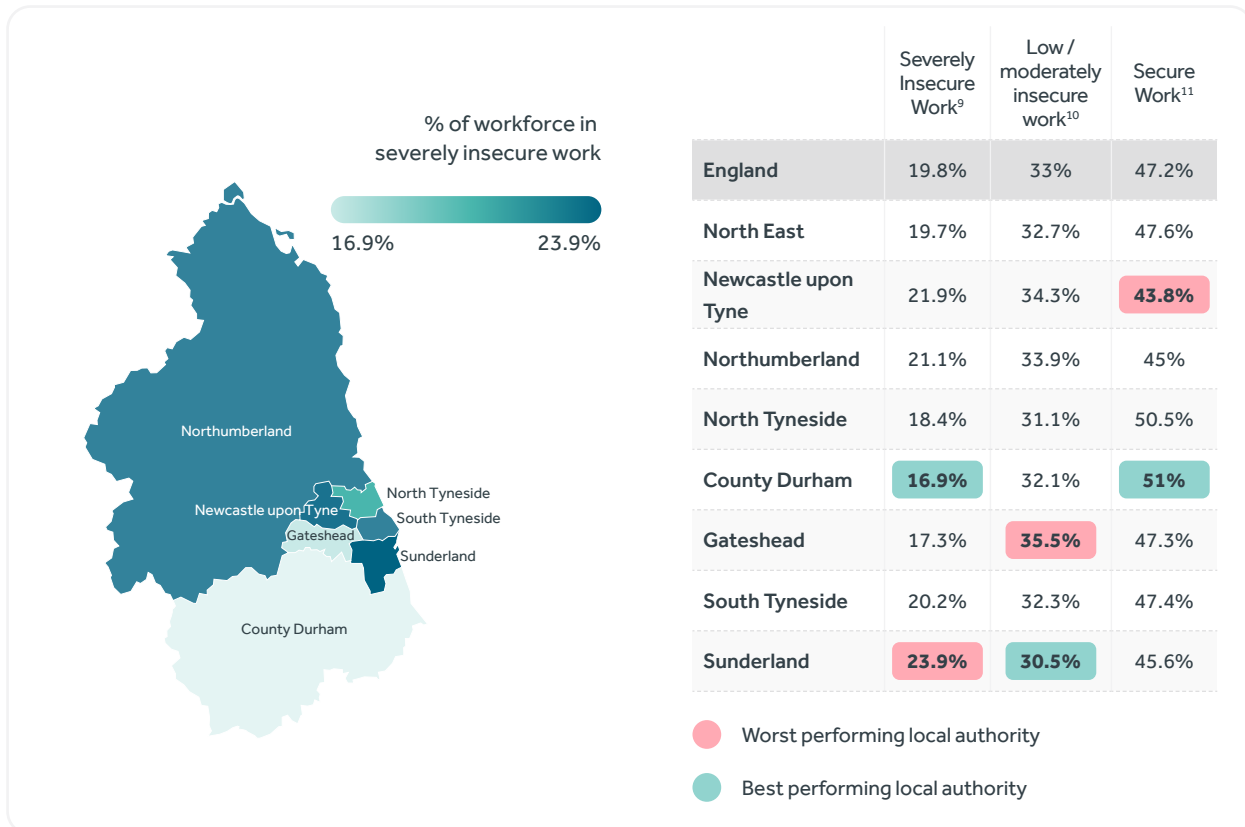 % of workforce in
severely insecure work
16.9% 23.9%
Northumberland
North Tyneside
Newcastle upon Tyne
South Tyneside
Gateshead
Sunderland
County Durham
Severely Insecure Work⁹ Low / moderately insecure work¹⁰ Secure Work¹¹
England 19.8% 33% 47.2%
North East 19.7% 32.7% 47.6%
Newcastle upon Tyne 21.9% 34.3% 43.8%
Northumberland 21.1% 33.9% 45%
North Tyneside 18.4% 31.1% 50.5%
County Durham 16.9% 32.1% 51%
Gateshead 17.3% 35.5% 47.3%
South Tyneside 20.2% 32.3% 47.4%
Sunderland 23.9% 30.5% 45.6%
Worst performing local authority
Best performing local authority